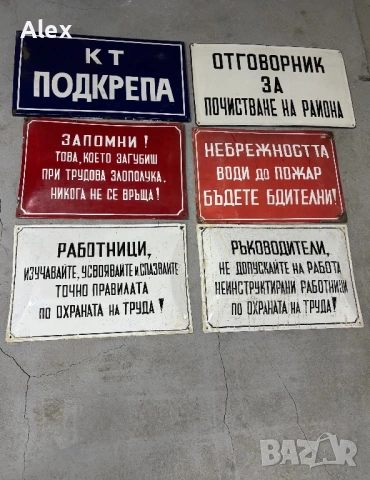 Alex
КТ
ПОДКРЕПА
ОТГОВОРНИК
ЗА
ПОЧИСТВАНЕ НА РАЙОНА
ЗАПОМНИ!
ТОВА, КОЕТО ЗАГУБИШ
ПРИ ТРУДОВА ЗЛОПОЛУКА,
НИКОГА НЕ СЕ ВРЪЩА!
НЕБРЕЖНОСТТА
ВОДИ ДО ПОЖАР
БЪДЕТЕ БДИТЕЛНИ!
РАБОТНИЦИ,
ИЗУЧАВАЙТЕ, УСВОЯВАЙТЕ И СПАЗВАЙТЕ
ТОЧНО ПРАВИЛАТА
ПО ОХРАНАТА НА ТРУДА!
РЪКОВОДИТЕЛИ,
НЕ ДОПУСКАЙТЕ НА РАБОТА
НЕИНСТРУКТИРАНИ РАБОТНИЦИ
ПО ОХРАНАТА НА ТРУДА!
BAZAR